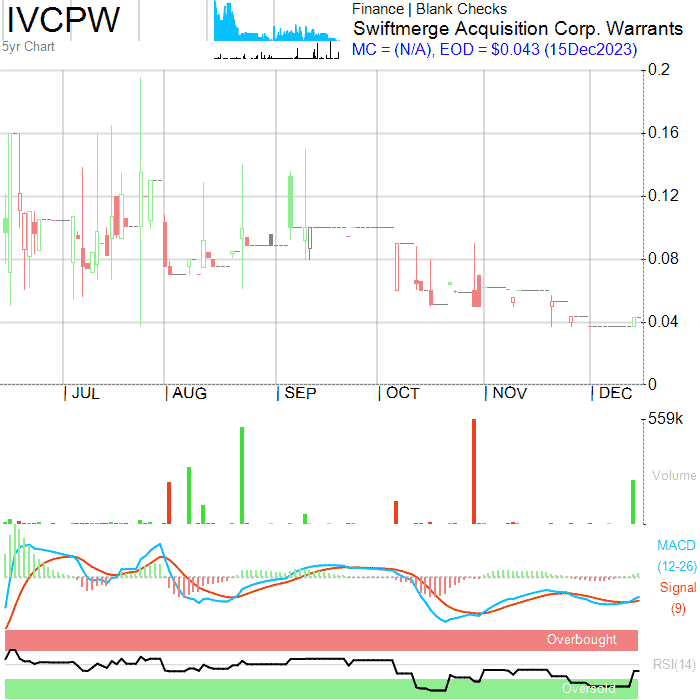 IVCPW
5yr Chart
Finance | Blank Checks
Swiftmerge Acquisition Corp. Warrants
MC = (N/A), EOD = $0.043 (15Dec2023)
0.2
0.16
0.12
0.08
0.04
0
JUL AUG SEP OCT NOV DEC
559k
Volume
MACD
(12-26)
Signal
(9)
Overbought
RSI(14)
Oversold